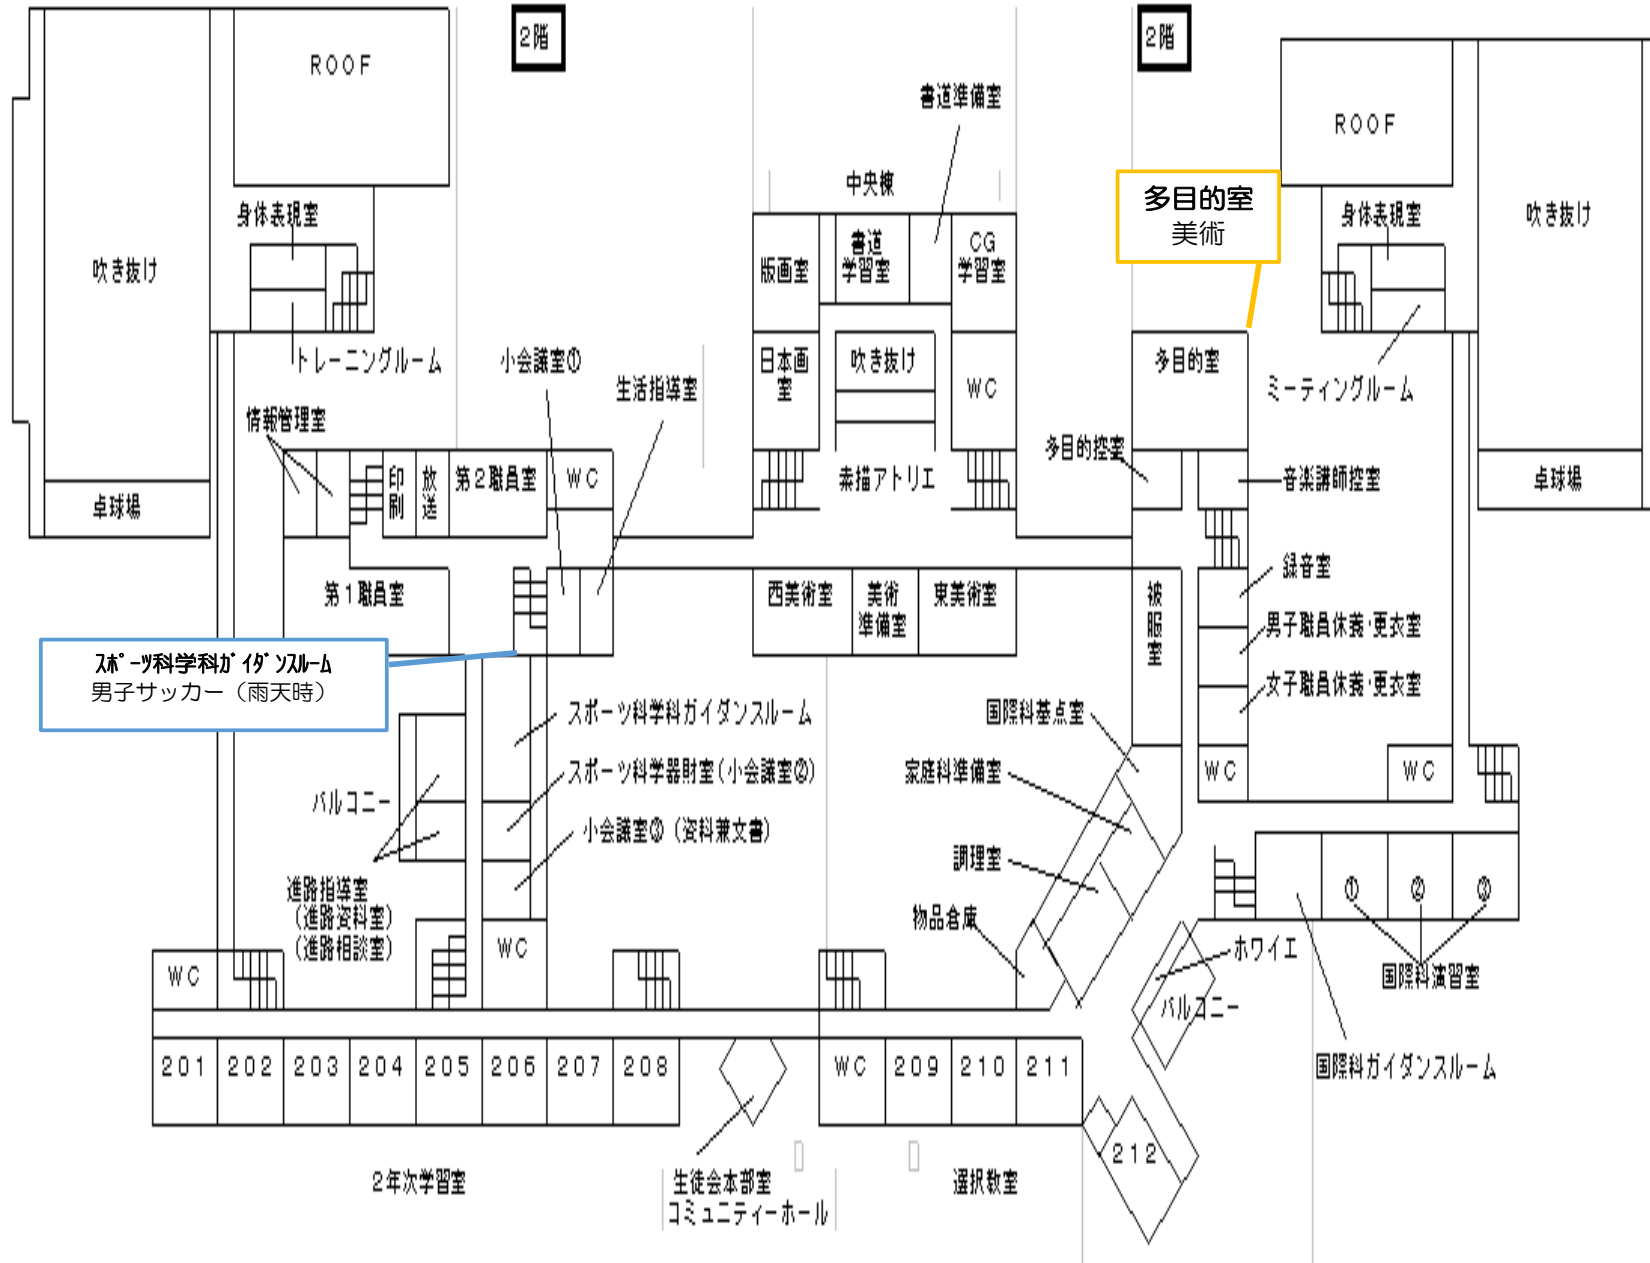 ２階
２階
ＲＯＯＦ
書道準備室
ＲＯＯＦ
中央棟
多目的室
美術
身体表現室
身体表現室
吹き抜け
吹き抜け
版画室
書道
学習室
ＣＧ
学習室
トレーニングルーム
小会議室①
生活指導室
日本画
室
吹き抜け
ＷＣ
多目的室
ミーティングルーム
情報管理室
多目的控室
印刷
放送
第２職員室
ＷＣ
素描アトリエ
音楽講師控室
卓球場
卓球場
第１職員室
西美術室
美術
準備室
東美術室
被服室
録音室
男子職員休養・更衣室
女子職員休養・更衣室
ｽﾎﾟｰﾂ科学科ｶﾞｲﾀﾞﾝｽﾙｰﾑ
男子サッカー（雨天時）
スポーツ科学科ガイダンスルーム
国際科基点室
スポーツ科学器財室（小会議室②）
家庭科準備室
ＷＣ
ＷＣ
バルコニー
小会議室③（資料兼文書）
調理室
進路指導室
（進路資料室）
（進路相談室）
物品倉庫
①
②
③
ＷＣ
ＷＣ
ホワイエ
バルコニー
国際科演習室
国際科ガイダンスルーム
２０１
２０２
２０３
２０４
２０５
２０６
２０７
２０８
ＷＣ
２０９
２１０
２１１
２１２
２年次学習室
生徒会本部室
コミュニティーホール
選択教室